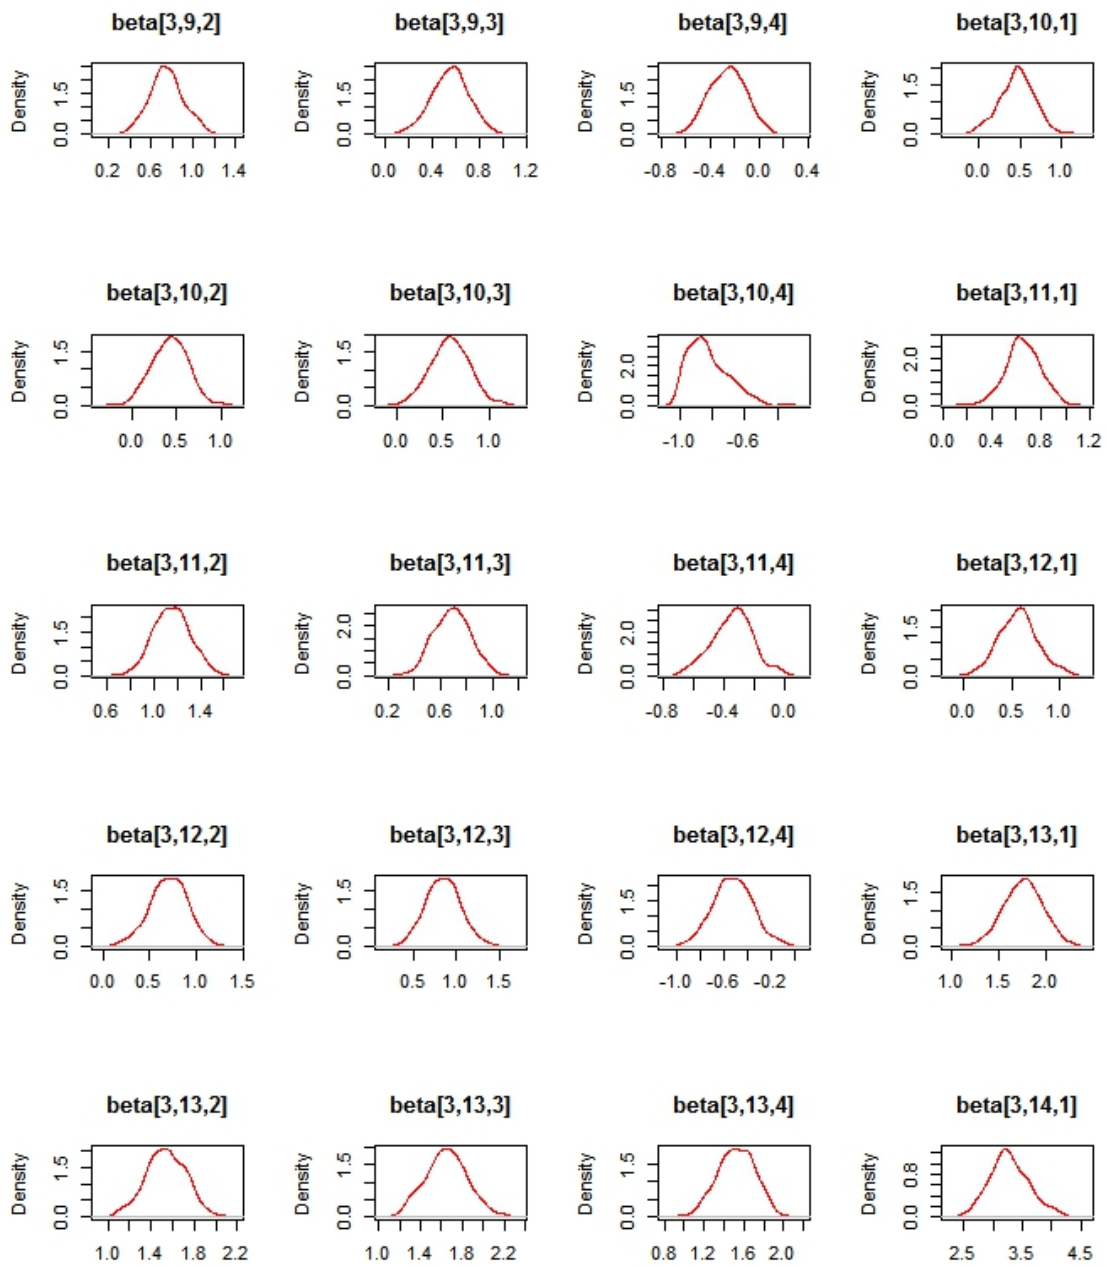 beta[3,9,2] beta[3,9,3] beta[3,9,4] beta[3,10,1]
Density Density Density Density
0.0 1.5 0.0 1.5 0.0 1.5 0.0 1.5
0.2 0.6 1.0 1.4 0.0 0.4 0.8 1.2 -0.8 -0.4 0.0 0.4 0.0 0.5 1.0
beta[3,10,2] beta[3,10,3] beta[3,10,4] beta[3,11,1]
Density Density Density Density
0.0 1.5 0.0 1.5 0.0 2.0 0.0 2.0
0.0 0.5 1.0 0.0 0.5 1.0 -1.0 -0.6 0.0 0.4 0.8 1.2
beta[3,11,2] beta[3,11,3] beta[3,11,4] beta[3,12,1]
Density Density Density Density
0.0 1.5 0.0 2.0 0.0 2.0 0.0 1.5
0.6 1.0 1.4 0.2 0.6 1.0 -0.8 -0.4 0.0 0.0 0.5 1.0
beta[3,12,2] beta[3,12,3] beta[3,12,4] beta[3,13,1]
Density Density Density Density
0.0 1.5 0.0 1.5 0.0 1.5 0.0 1.5
0.0 0.5 1.0 1.5 0.5 1.0 1.5 -1.0 -0.6 -0.2 1.0 1.5 2.0
beta[3,13,2] beta[3,13,3] beta[3,13,4] beta[3,14,1]
Density Density Density Density
0.0 1.5 0.0 1.5 0.0 1.5 0.0 0.8
1.0 1.4 1.8 2.2 1.0 1.4 1.8 2.2 0.8 1.2 1.6 2.0 2.5 3.5 4.5